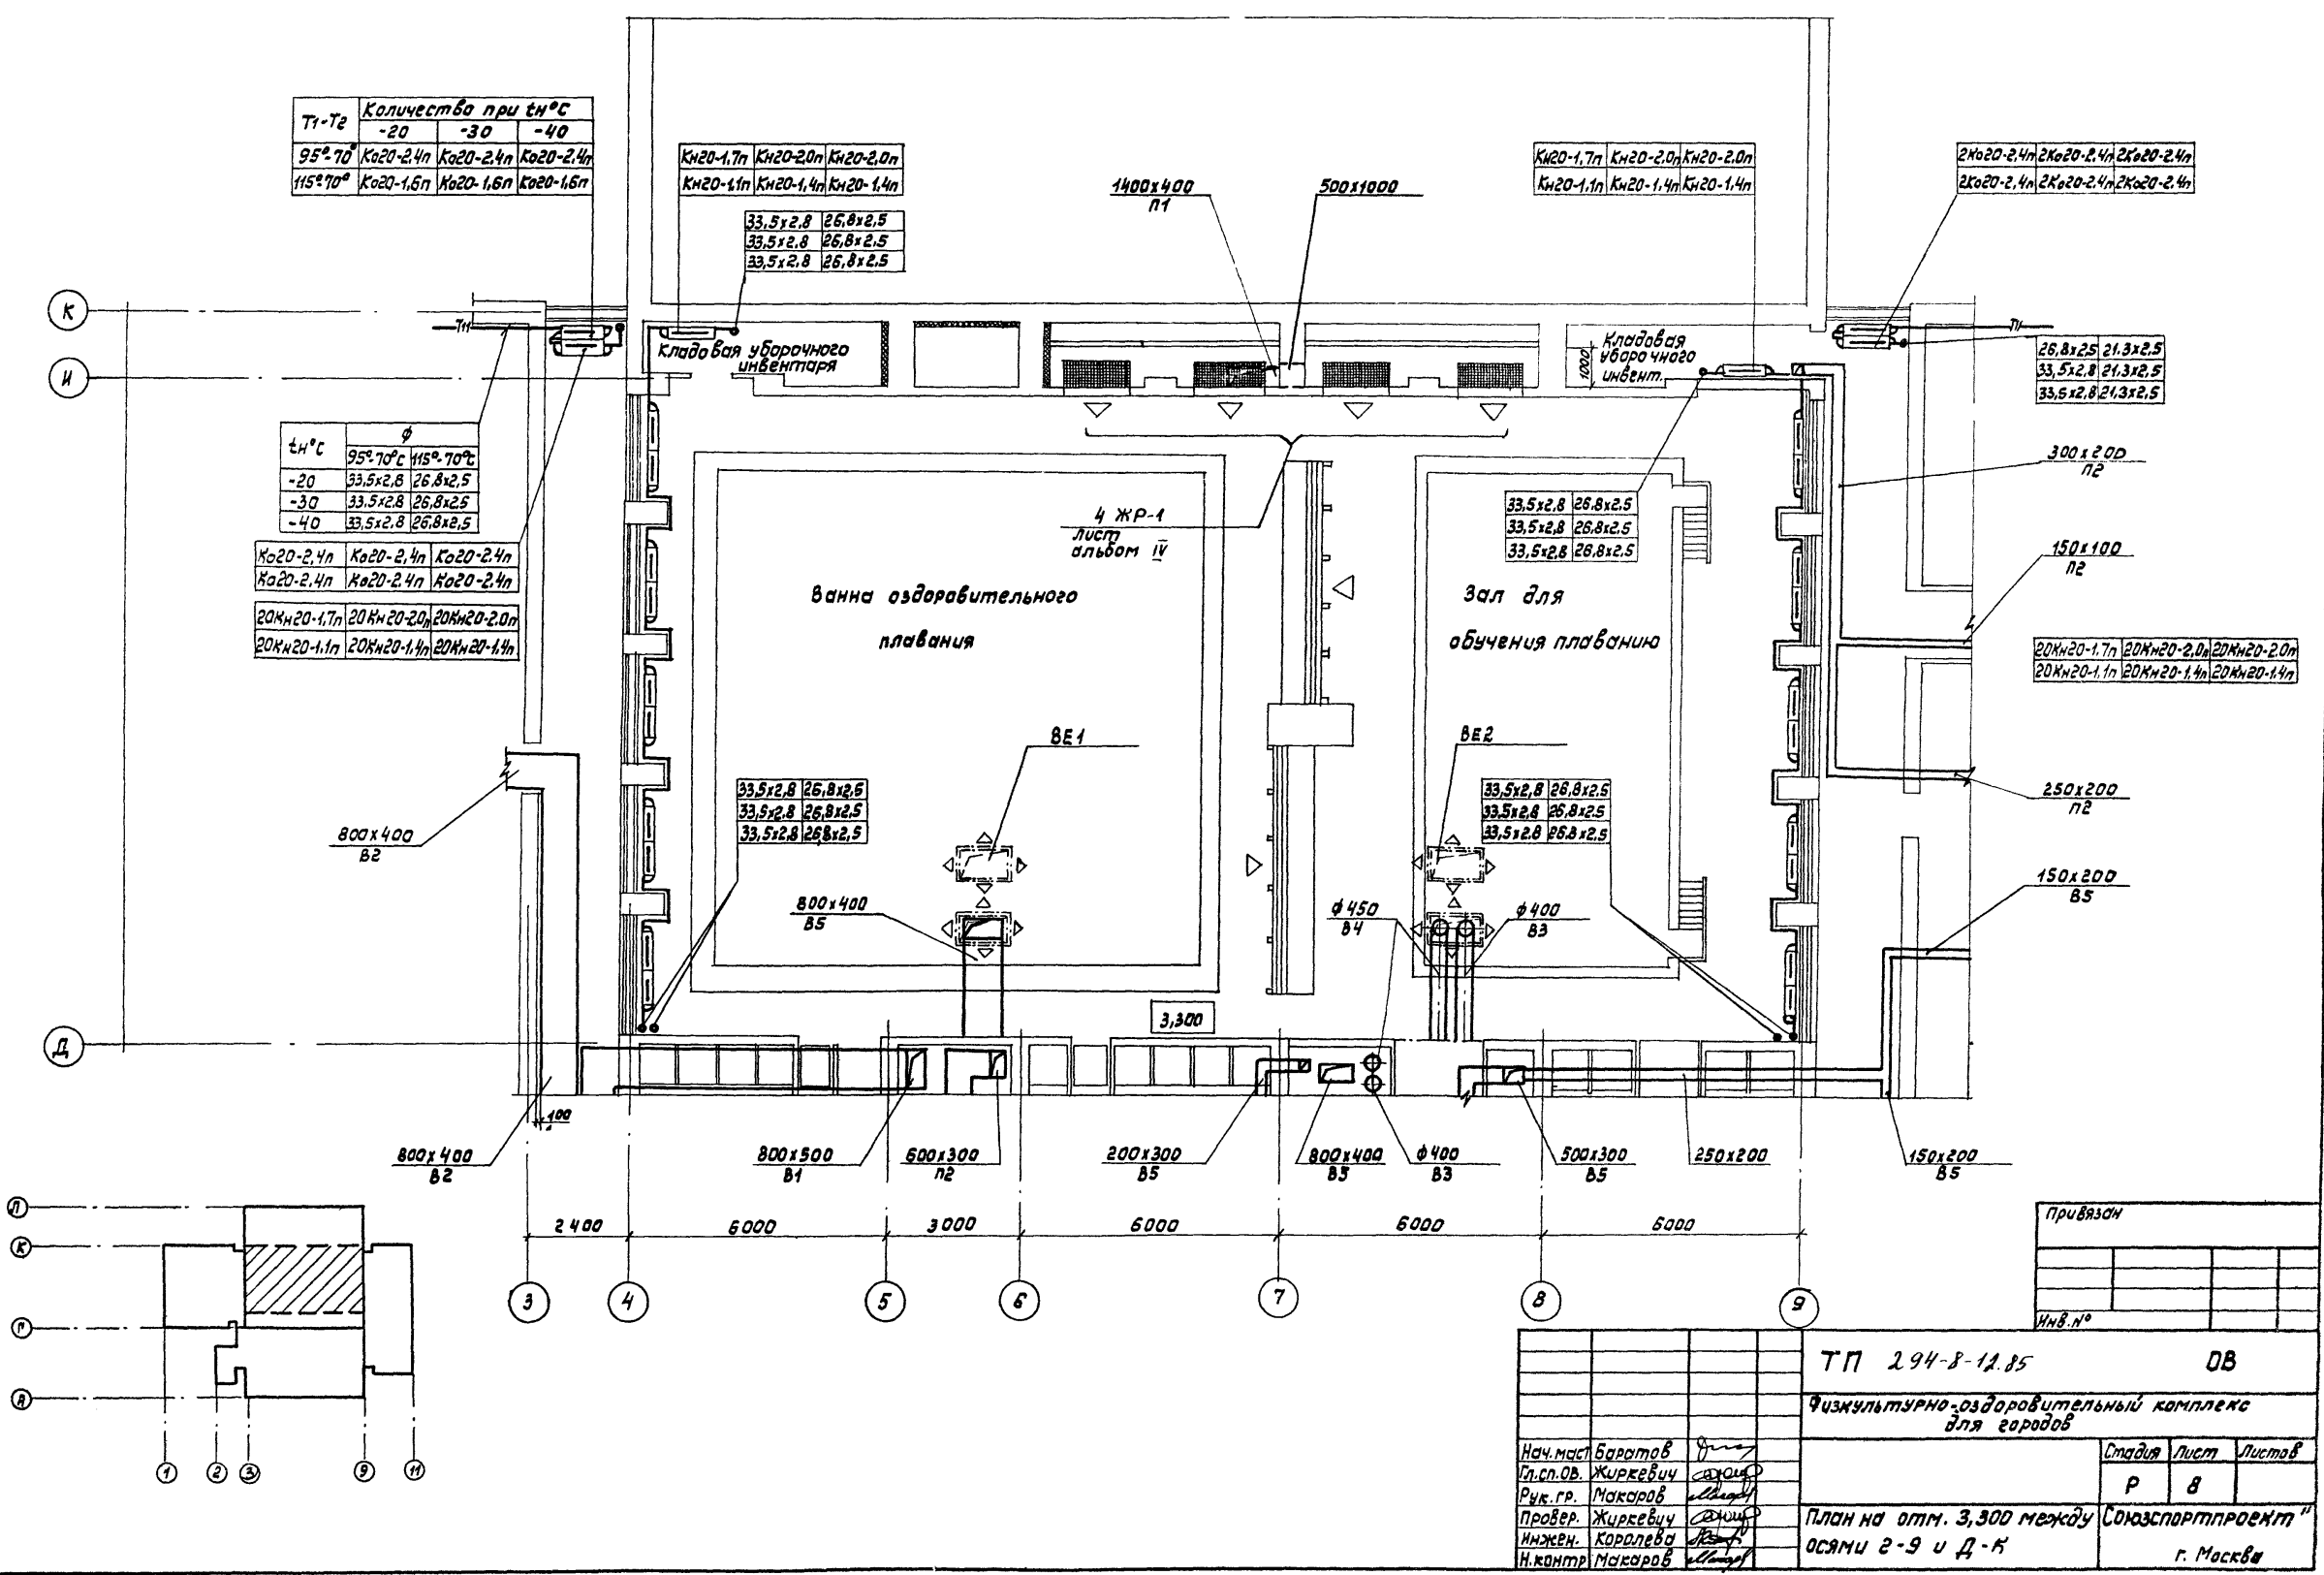 Т1-Т2 Количество при tн°С
-20 -30 -40
95°-70° Ко20-2,4п Ко20-2,4п Ко20-2,4п
115°-70° Ко20-1,6п Ко20-1,6п Ко20-1,6п
Кн20-1,7п Кн20-2,0п Кн20-2,0п
Кн20-1,1п Кн20-1,4п Кн20-1,4п
33,5х2,8 26,8х2,5
33,5х2,8 26,8х2,5
33,5х2,8 26,8х2,5
1400х400
П1
500х1000
Кн20-1,7п Кн20-2,0п Кн20-2,0п
Кн20-1,1п Кн20-1,4п Кн20-1,4п
2Ко20-2,4п 2Ко20-2,4п 2Ко20-2,4п
2Ко20-2,4п 2Ко20-2,4п 2Ко20-2,4п
К
Т11
Кладовая уборочного
инвентаря
1000
Кладовая
уборочного
инвент.
26,8х2,5 21,3х2,5
33,5х2,8 21,3х2,5
33,5х2,8 21,3х2,5
И
tн°С ф
95°-70°С 115°-70°С
-20 33,5х2,8 26,8х2,5
-30 33,5х2,8 26,8х2,5
-40 33,5х2,8 26,8х2,5
300х200
П2
4 ЖР-1
лист
альбом IV
33,5х2,8 26,8х2,5
33,5х2,8 26,8х2,5
33,5х2,8 26,8х2,5
150х100
П2
Ко20-2,4п Ко20-2,4п Ко20-2,4п
Ко20-2,4п Ко20-2,4п Ко20-2,4п
20Кн20-1,7п 20Кн20-2,0п 20Кн20-2,0п
20Кн20-1,1п 20Кн20-1,4п 20Кн20-1,4п
Ванна оздоровительного
плавания
Зал для
обучения плаванию
20Кн20-1,7п 20Кн20-2,0п 20Кн20-2,0п
20Кн20-1,1п 20Кн20-1,4п 20Кн20-1,4п
ВЕ1
ВЕ2
33,5х2,8 26,8х2,5
33,5х2,8 26,8х2,5
33,5х2,8 26,8х2,5
33,5х2,8 26,8х2,5
33,5х2,8 26,8х2,5
33,5х2,8 26,8х2,5
250х200
П2
800х400
В2
150х200
В5
800х400
В5
ф450
В4
ф400
В3
3,300
Д
100
800х400
В2
800х500
В1
600х300
П2
200х300
В5
800х400
В5
ф400
В3
500х300
В5
250х200
150х200
В5
2400 6000 3000 6000 6000 6000
3 4 5 6 7 8 9
Л
К
Г
А
1 2 3 9 11
Привязан
Инв.№
ТП 294-8-12.85 ОВ
Физкультурно-оздоровительный комплекс
для городов
Нач.маст Баратов
Гл.сп.ОВ. Жиркевич
Рук.гр. Макаров
Провер. Жиркевич
Инжен. Королева
Н.контр Макаров
Стадия Лист Листов
Р 8
План на отм. 3,300 между
осями 2-9 и Д-К
Союзспортпроект"
г. Москва